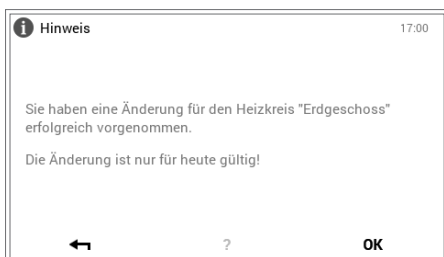 Hinweis 17:00
Sie haben eine Änderung für den Heizkreis "Erdgeschoss"
erfolgreich vorgenommen.
Die Änderung ist nur für heute gültig!
? OK